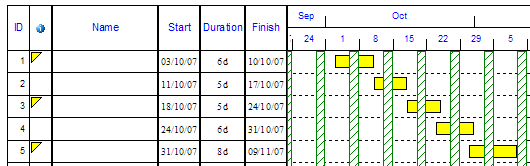 Sep Oct
ID Name Start Duration Finish
24 1 8 15 22 29 5
1 03/10/07 6d 10/10/07
2 11/10/07 5d 17/10/07
3 18/10/07 5d 24/10/07
4 24/10/07 6d 31/10/07
5 31/10/07 8d 09/11/07